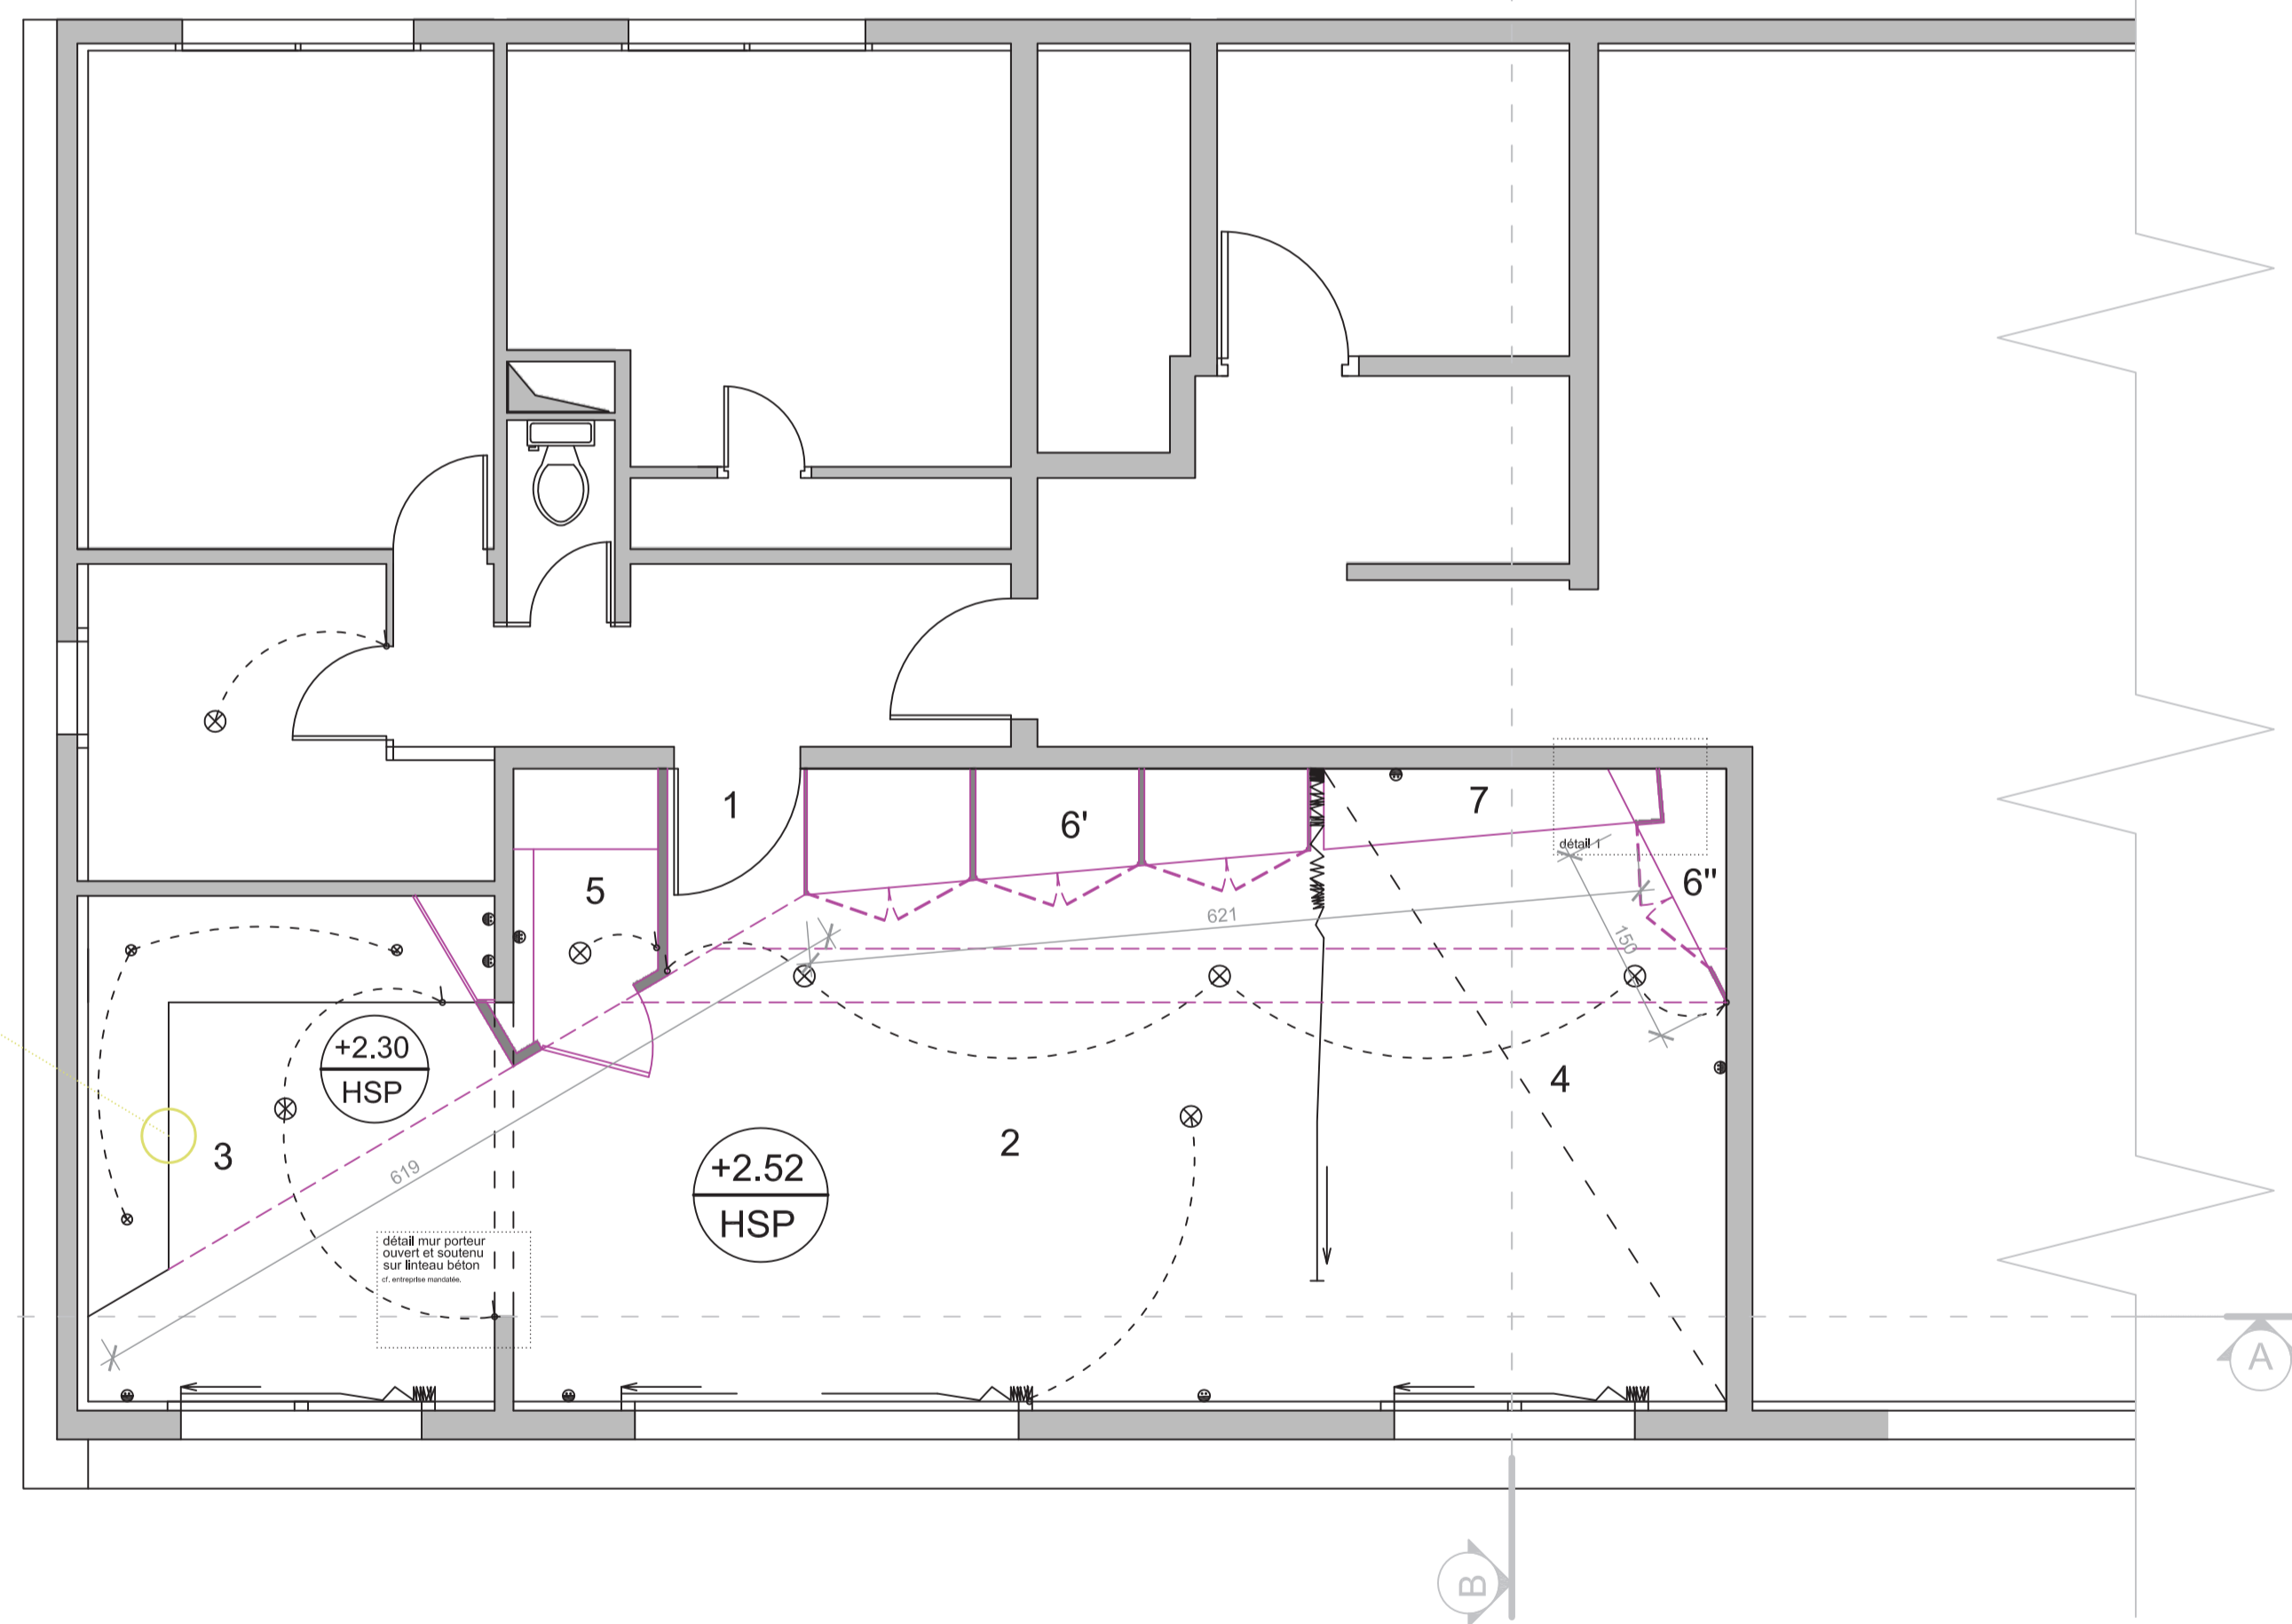 1
6'
7
détail 1
6"
5
621
150
+2.30
HSP
4
3
2
619
+2.52
HSP
détail mur porteur
ouvert et soutenu
sur linteau béton
cf. entreprise mandatée.
A
B